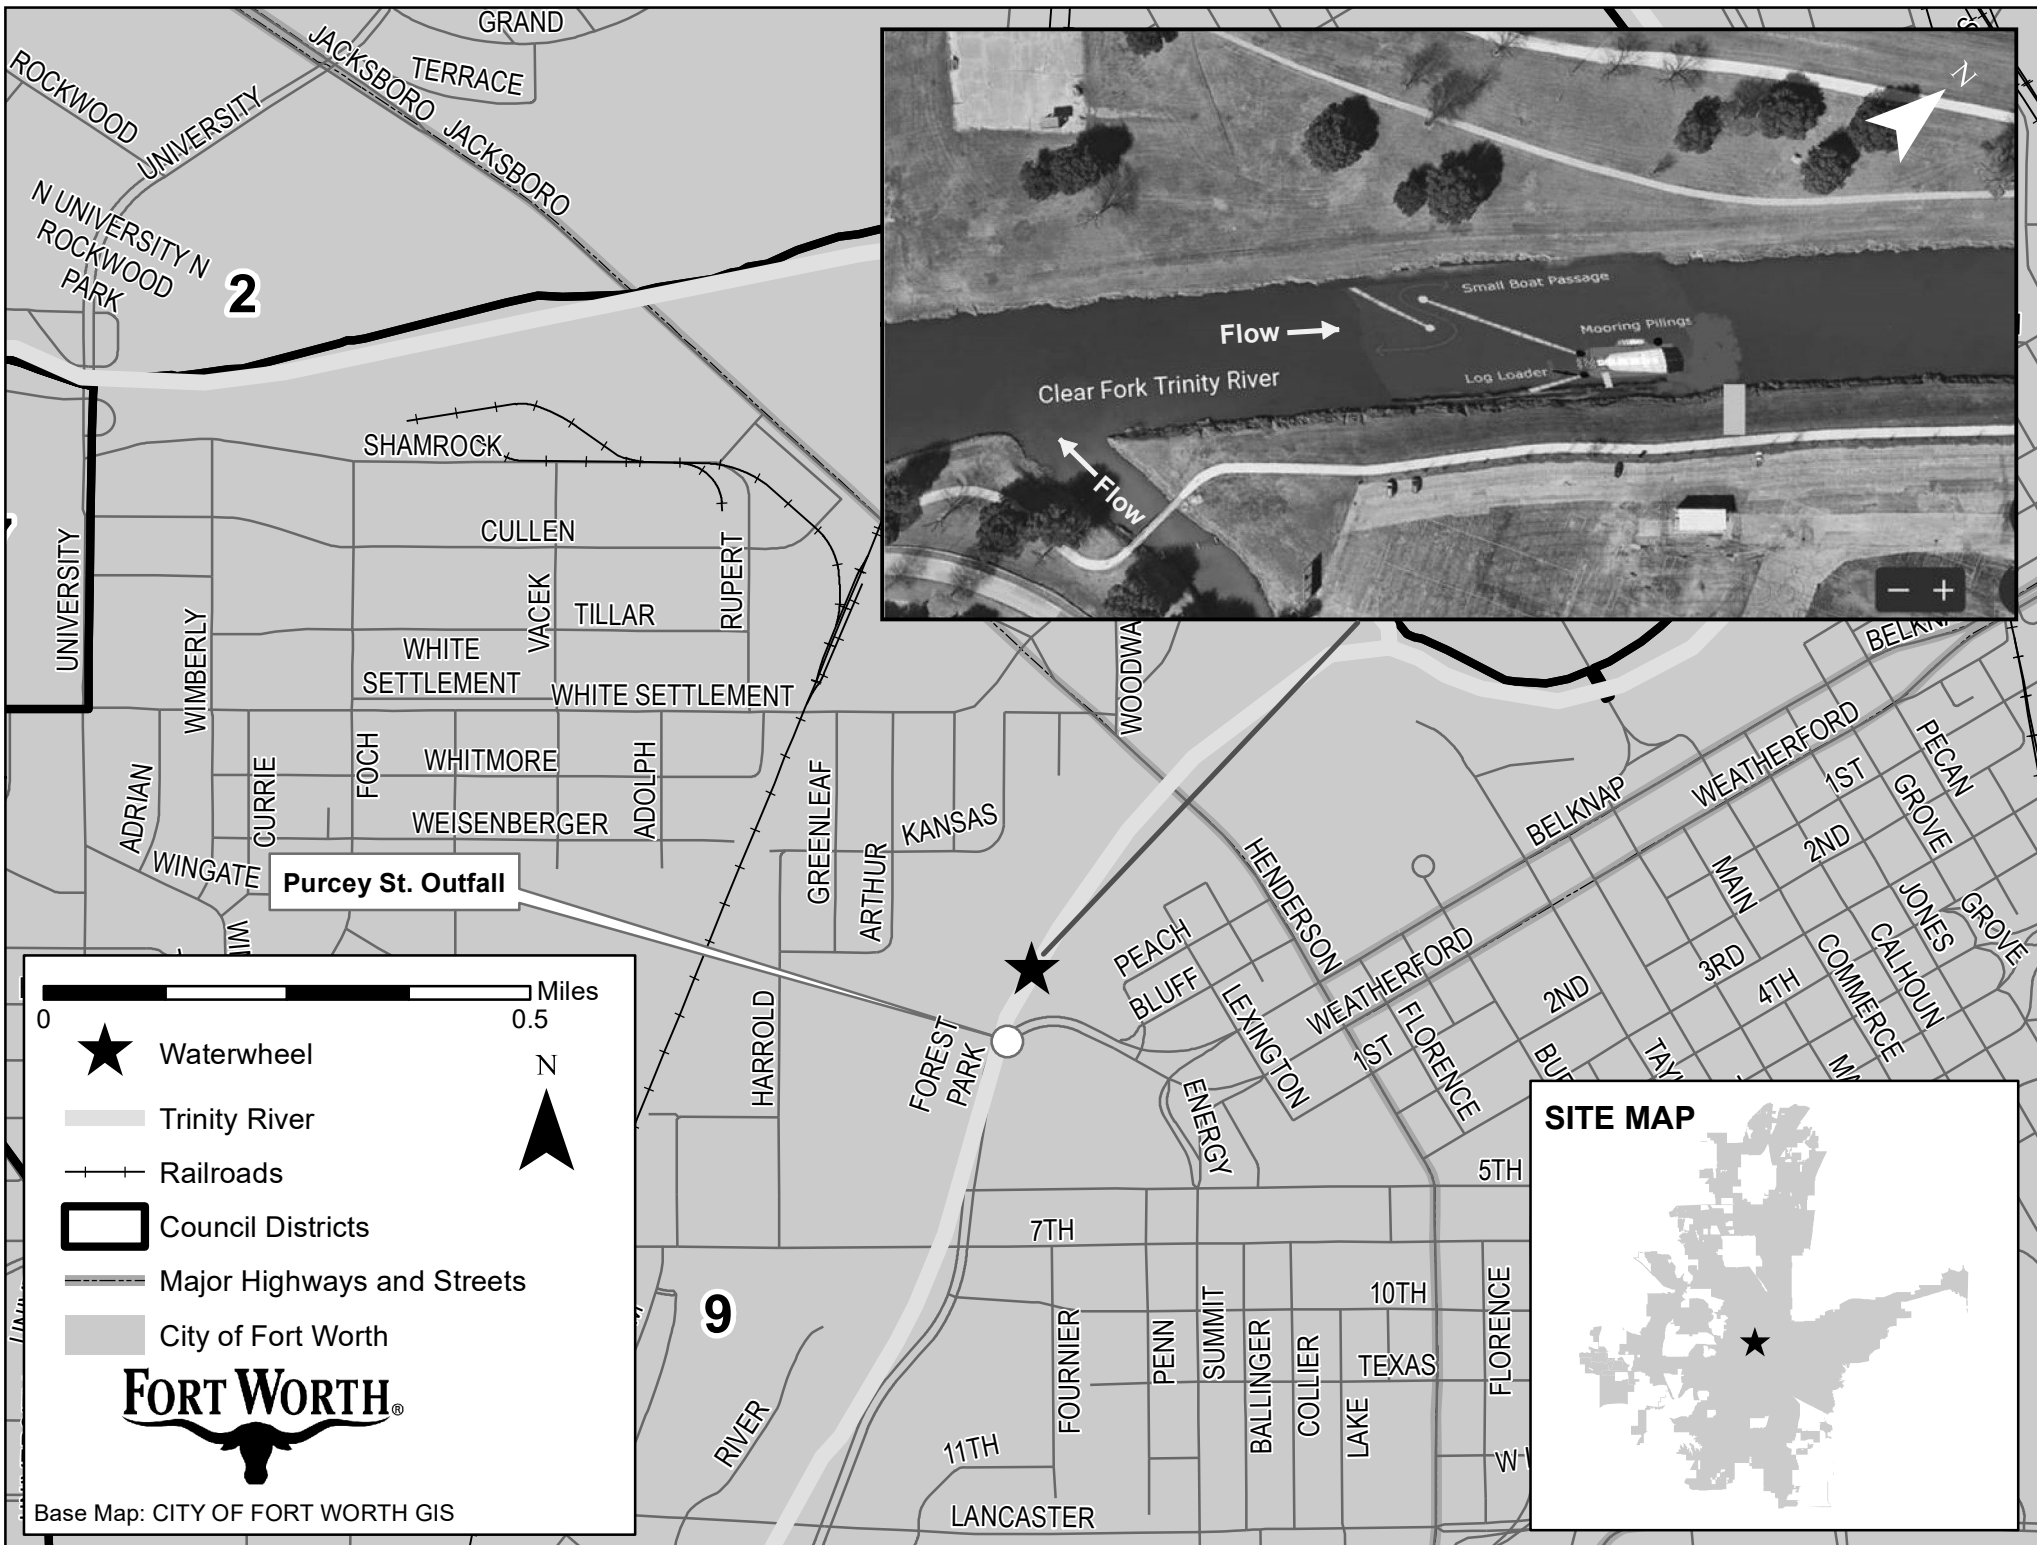 GRAND
TERRACE
JACKSBORO
JACKSBORO
ROCKWOOD
UNIVERSITY
N UNIVERSITY N
ROCKWOOD
PARK
2
N
Small Boat Passage
Mooring Pilings
Flow
Log Loader
Clear Fork Trinity River
Flow
− +
SHAMROCK
CULLEN
UNIVERSITY
WIMBERLY
VACEK
TILLAR
RUPERT
WHITE
SETTLEMENT
WHITE SETTLEMENT
WOODWA
BELKN
ADRIAN
CURRIE
FOCH
WHITMORE
ADOLPH
WEISENBERGER
WINGATE
GREENLEAF
ARTHUR
KANSAS
HENDERSON
BELKNAP
WEATHERFORD
1ST
PECAN
GROVE
2ND
MAIN
JONES
GROVE
CALHOUN
COMMERCE
3RD
4TH
2ND
Purcey St. Outfall
PEACH
BLUFF
LEXINGTON
WEATHERFORD
1ST
FLORENCE
BUR
TAY
MA
WIN
HARROLD
FOREST
PARK
ENERGY
5TH
7TH
9
10TH
FOURNIER
PENN
SUMMIT
BALLINGER
COLLIER
LAKE
TEXAS
FLORENCE
RIVER
11TH
LANCASTER
W
Miles
0 0.5
Waterwheel
N
Trinity River
Railroads
Council Districts
Major Highways and Streets
City of Fort Worth
FORT WORTH®
Base Map: CITY OF FORT WORTH GIS
SITE MAP